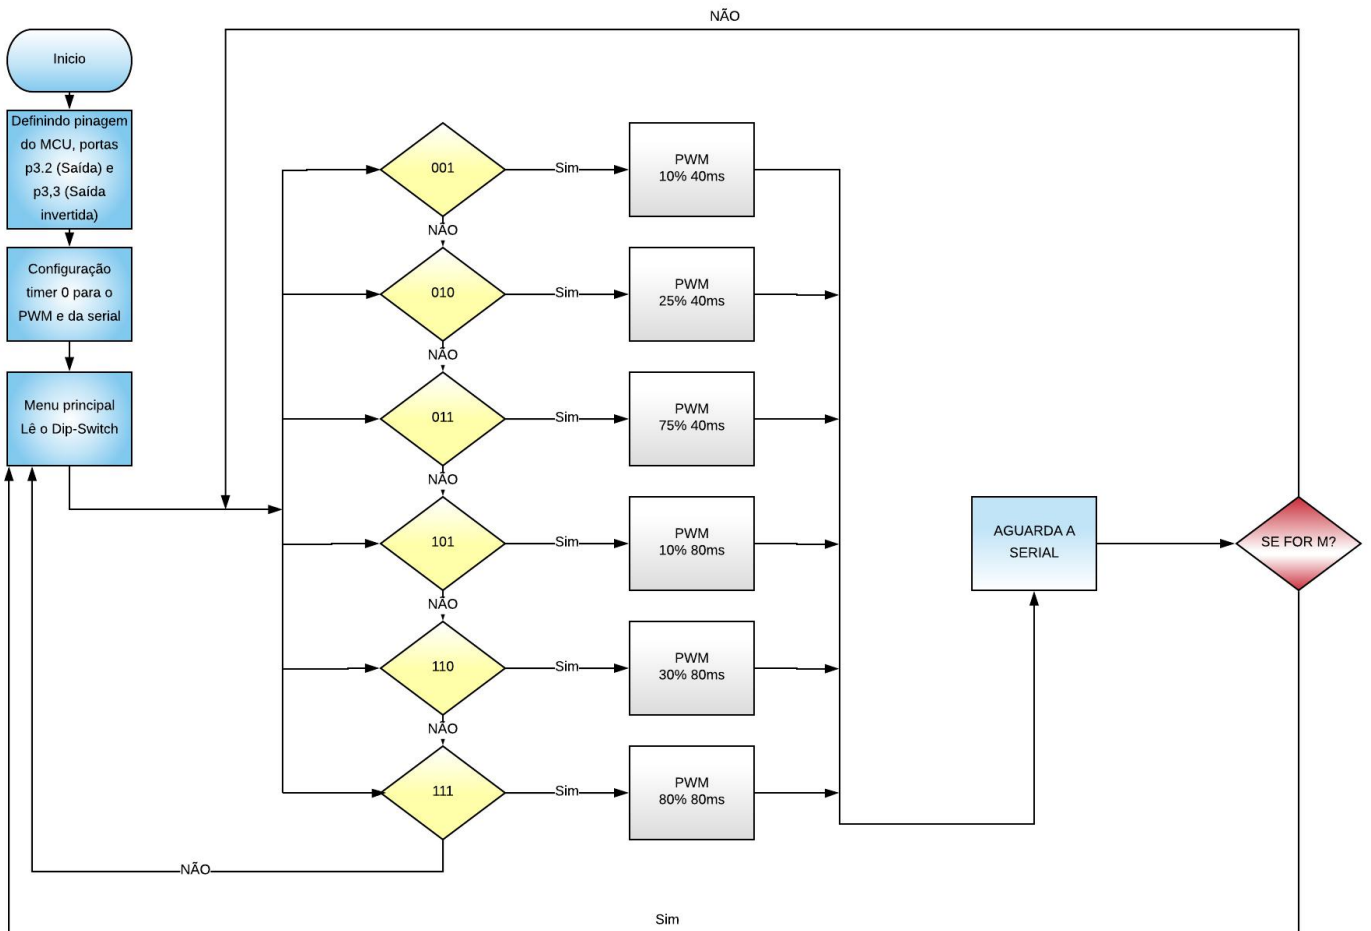 NÃO
Inicio
Definindo pinagem
do MCU, portas
p3.2 (Saída) e
p3,3 (Saída
invertida)
Configuração
timer 0 para o
PWM e da serial
Menu principal
Lê o Dip-Switch
001
Sim
PWM
10% 40ms
NÃO
010
Sim
PWM
25% 40ms
NÃO
011
Sim
PWM
75% 40ms
NÃO
101
Sim
PWM
10% 80ms
NÃO
110
Sim
PWM
30% 80ms
NÃO
111
Sim
PWM
80% 80ms
NÃO
AGUARDA A
SERIAL
SE FOR M?
Sim